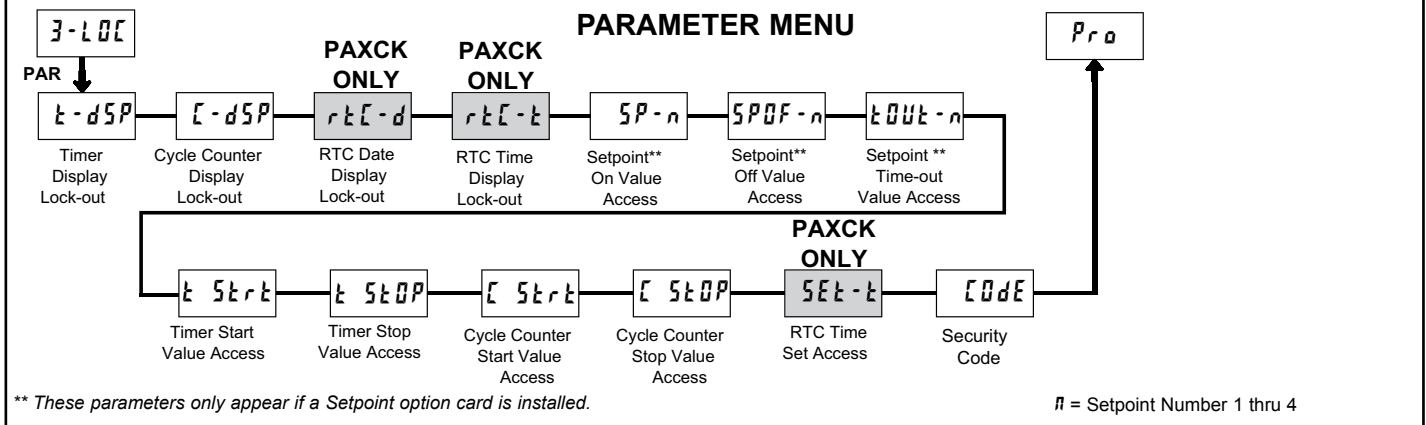 PARAMETER MENU
3-LOC
Pro
PAR
PAXCK
ONLY
PAXCK
ONLY
t-dSP
C-dSP
rtC-d
rtC-t
SP-n
SPOF-n
tOUt-n
Timer
Display
Lock-out
Cycle Counter
Display
Lock-out
RTC Date
Display
Lock-out
RTC Time
Display
Lock-out
Setpoint**
On Value
Access
Setpoint**
Off Value
Access
Setpoint **
Time-out
Value Access
PAXCK
ONLY
t Strt
t StOP
C Strt
C StOP
SEt-t
COdE
Timer Start
Value Access
Timer Stop
Value Access
Cycle Counter
Start Value
Access
Cycle Counter
Stop Value
Access
RTC Time
Set Access
Security
Code
** These parameters only appear if a Setpoint option card is installed.
n = Setpoint Number 1 thru 4